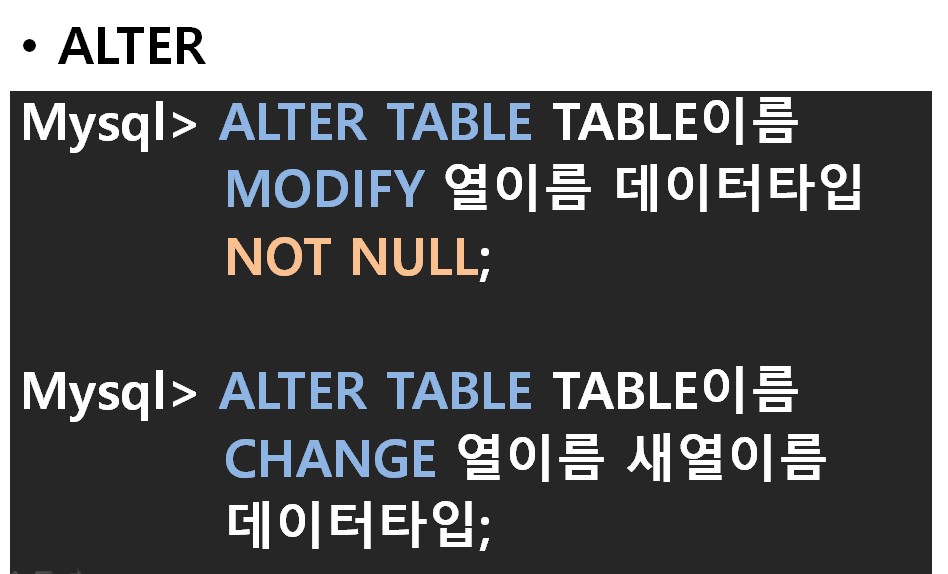 • ALTER
Mysql> ALTER TABLE TABLE이름
MODIFY 열이름 데이터타입
NOT NULL;
Mysql> ALTER TABLE TABLE이름
CHANGE 열이름 새열이름
데이터타입;